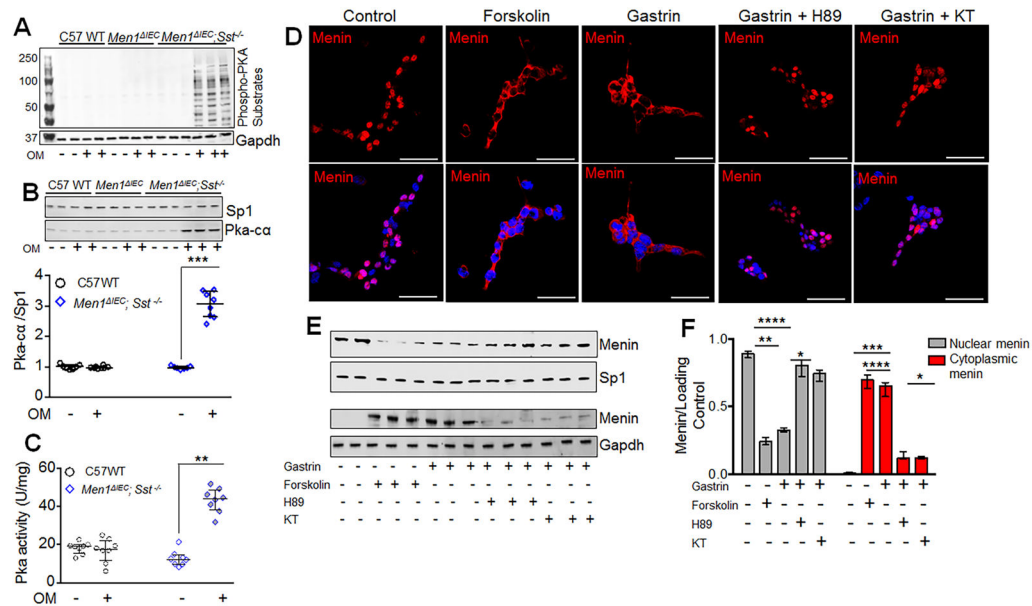 A
C57 WT Men1ΔIEC Men1ΔIEC;Sst-/-
250
100
50
37
Phospho-PKA
Substrates
Gapdh
OM - - + + - - + + - - - + + +
B
C57 WT Men1ΔIEC Men1ΔIEC;Sst-/-
Sp1
Pka-cα
OM - - + + - - + + - - - + + +
C57WT
Men1ΔIEC; Sst -/-
***
Pka-cα /Sp1
4
3
2
1
0
OM - + - +
C
C57WT
Men1ΔIEC; Sst -/-
**
Pka activity (U/mg)
60
40
20
0
OM - + - +
D
Control Forskolin Gastrin Gastrin + H89 Gastrin + KT
Menin Menin Menin Menin Menin
Menin Menin Menin Menin Menin
E
Menin
Sp1
Menin
Gapdh
Gastrin - - - - - + + + + + + + + +
Forskolin - - + + + - - - - - - - - -
H89 - - - - - - - - + + + - - -
KT - - - - - - - - - - - + + +
F
Nuclear menin
Cytoplasmic
menin
**** ** * *** **** *
Menin/Loading
Control
1.0
0.5
0.0
Gastrin - - + + + - - + + +
Forskolin - + - - - - + - - -
H89 - - - + - - - - + -
KT - - - - + - - - - +